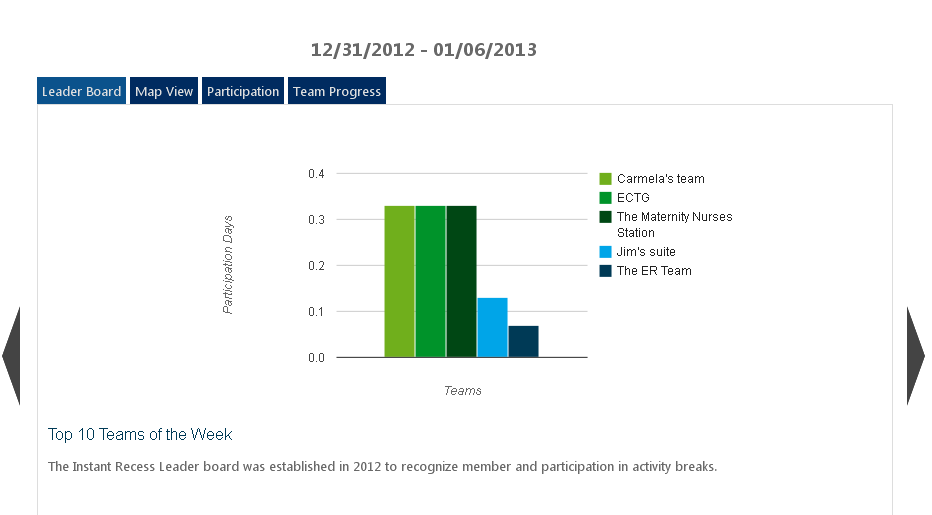 12/31/2012 - 01/06/2013
Leader Board
Map View
Participation
Team Progress
0.4
0.3
0.2
0.1
0.0
Participation Days
Teams
Carmela's team
ECTG
The Maternity Nurses
Station
Jim's suite
The ER Team
Top 10 Teams of the Week
The Instant Recess Leader board was established in 2012 to recognize member and participation in activity breaks.